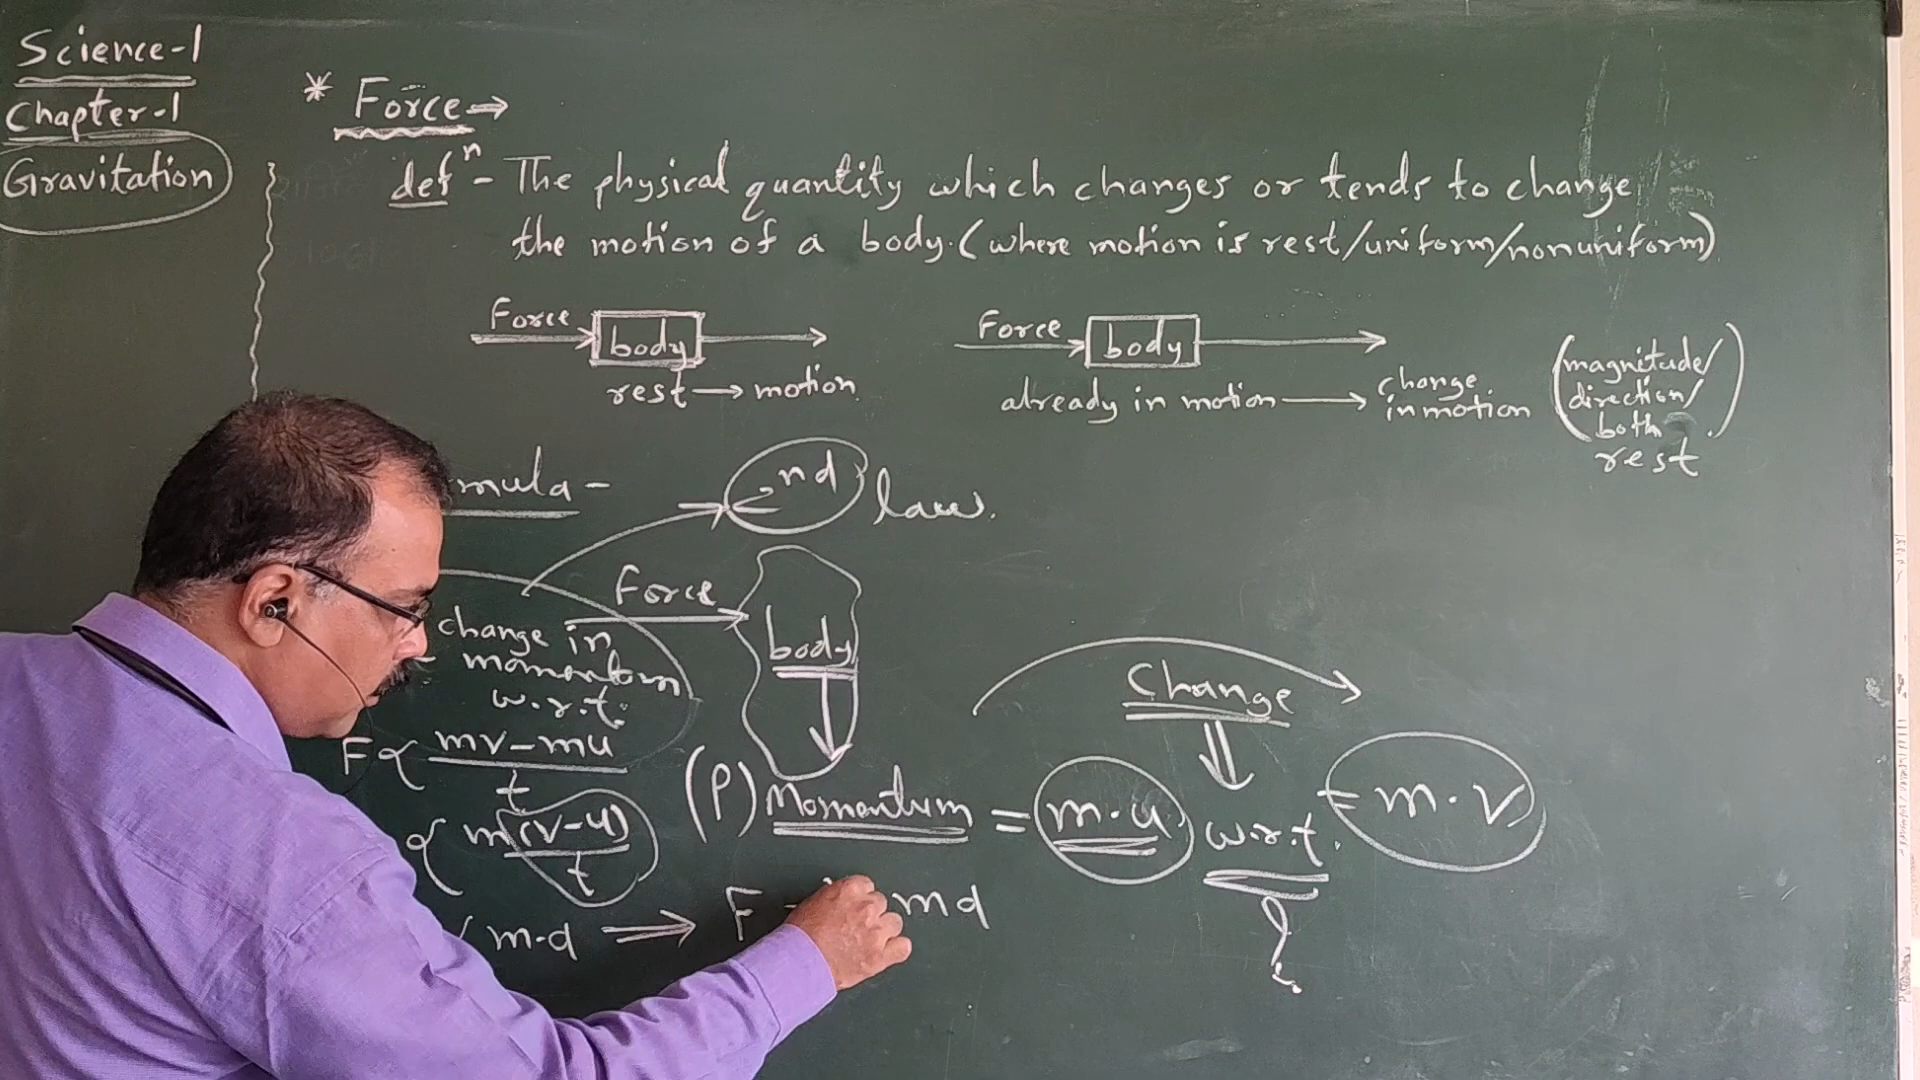 Science-1
Chapter-1
Gravitation
* Force →
defⁿ - The physical quantity which changes or tends to change
the motion of a body. (where motion is rest/uniform/nonuniform)
Force → body →
rest → motion
Force → body →
already in motion → change in motion
(magnitude/
direction/
both.)
rest
mula -
2nd law.
Force
body
change in
momentum
w.r.t.
Change
F ∝ mv - mu / t
(P) Momentum = m·u
w.r.t.
= m·v
∝ m(v-u) / t
m·a → F
ma